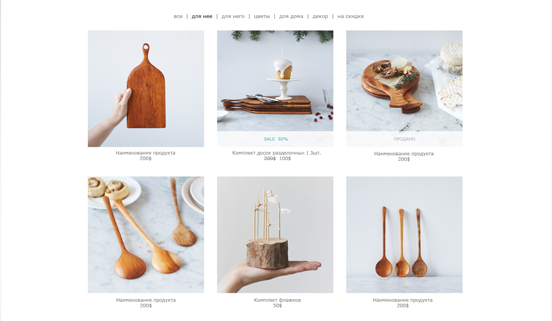 все | для нее | для него | цветы | для дома | декор | на скидке
SALE 50%
ПРОДАНО
Наименование продукта
200$
Комплект досок разделочных | 3шт.
200$ 100$
Наименование продукта
200$
Наименование продукта
200$
Комплект флажков
50$
Наименование продукта
200$